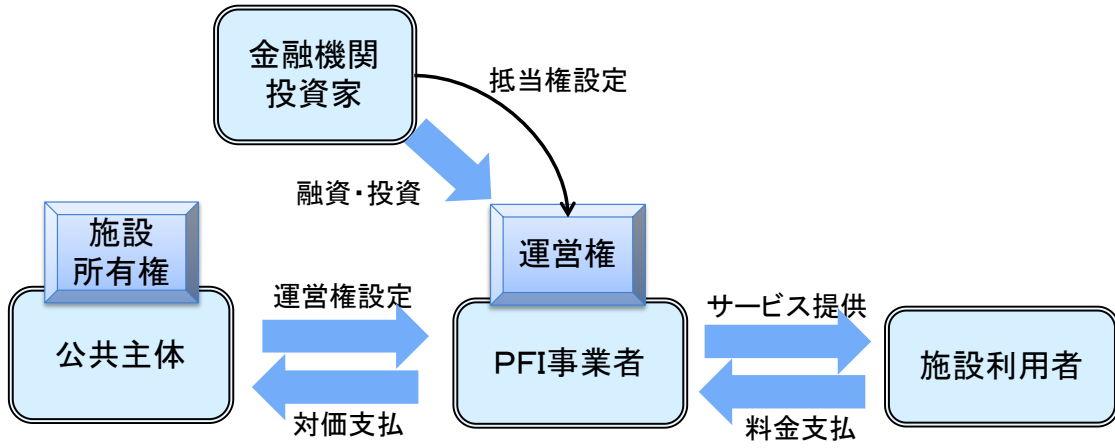 金融機関
投資家
抵当権設定
融資・投資
施設
所有権
運営権
公共主体
運営権設定
対価支払
PFI事業者
サービス提供
料金支払
施設利用者